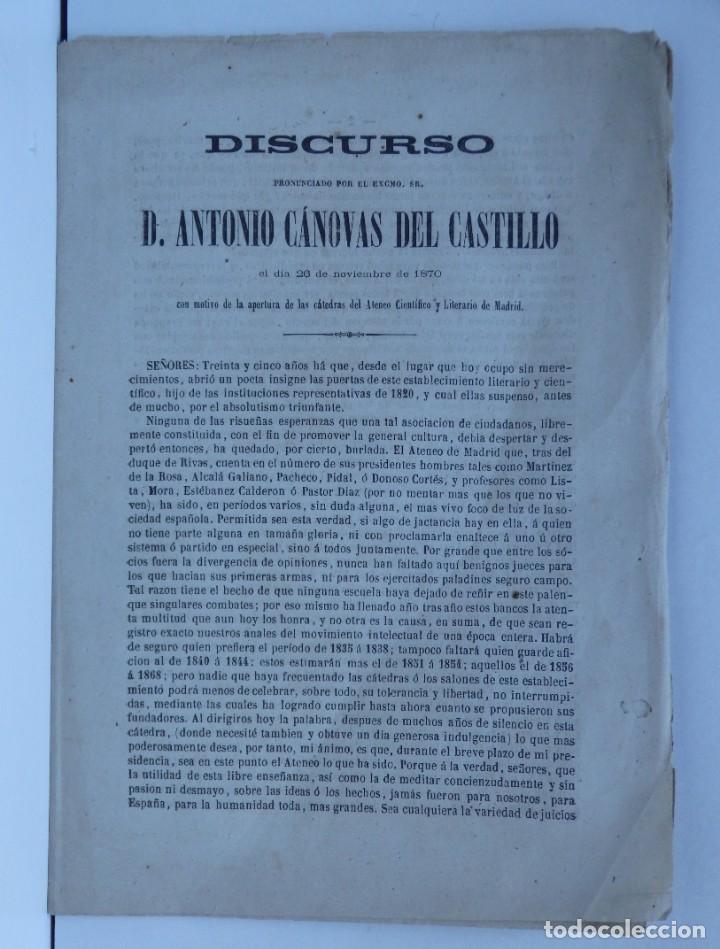 DISCURSO
PRONUNCIADO POR EL EXCMO. SR.
D. ANTONIO CÁNOVAS DEL CASTILLO
el dia 26 de noviembre de 1870
con motivo de la apertura de las cátedras del Ateneo Científico y Literario de Madrid.
SEÑORES: Treinta y cinco años há que, desde el lugar que hoy ocupo sin mere-
cimientos, abrió un poeta insigne las puertas de este establecimiento literario y cien-
tífico, hijo de las instituciones representativas de 1820, y cual ellas suspenso, antes
de mucho, por el absolutismo triunfante.
Ninguna de las risueñas esperanzas que una tal asociacion de ciudadanos, libre-
mente constituida, con el fin de promover la general cultura, debia despertar y des-
pertó entonces, ha quedado, por cierto, burlada. El Ateneo de Madrid que, tras del
duque de Rivas, cuenta en el número de sus presidentes hombres tales como Martinez
de la Rosa, Alcalá Galiano, Pacheco, Pidal, ó Donoso Cortés, y profesores como Lis-
ta, Mora, Estébanez Calderon ó Pastor Diaz (por no mentar mas que los que no vi-
ven), ha sido, en períodos varios, sin duda alguna, el mas vivo foco de luz de la so-
ciedad española. Permitida sea esta verdad, si algo de jactancia hay en ella, á quien
no tiene parte alguna en tamaña gloria, ni con proclamarla enaltece á uno ú otro
sistema ó partido en especial, sino á todos juntamente. Por grande que entre los só-
cios fuera la divergencia de opiniones, nunca han faltado aquí benignos jueces para
los que hacian sus primeras armas, ni para los ejercitados paladines seguro campo.
Tal razon tiene el hecho de que ninguna escuela haya dejado de reñir en este palen-
que singulares combates; por eso mismo ha llenado año tras año estos bancos la aten-
ta multitud que aun hoy los honra, y no otra es la causa, en suma, de que sean re-
gistro exacto nuestros anales del movimiento intelectual de una época entera. Habrá
de seguro quien prefiera el período de 1835 á 1838; tampoco faltará quien guarde afi-
cion al de 1840 á 1844: estos estimarán mas el de 1851 á 1854; aquellos el de 1856
á 1868; pero nadie que haya frecuentado las cátedras ó los salones de este estableci-
miento podrá menos de celebrar, sobre todo, su tolerancia y libertad, no interrumpi-
das, mediante las cuales ha logrado cumplir hasta ahora cuanto se propusieron sus
fundadores. Al dirigiros hoy la palabra, despues de muchos años de silencio en esta
cátedra, (donde necesité tambien y obtuve un dia generosa indulgencia) lo que mas
poderosamente desea, por tanto, mi ánimo, es que, durante el breve plazo de mi pre-
sidencia, sea en este punto el Ateneo lo que ha sido. Porque á la verdad, señores, que
la utilidad de esta libre enseñanza, así como la de meditar concienzudamente y sin
pasion ni desmayo, sobre las ideas ó los hechos, jamás fueron para nosotros, para
España, para la humanidad toda, mas grandes. Sea cualquiera la variedad de juicios
todocoleccion